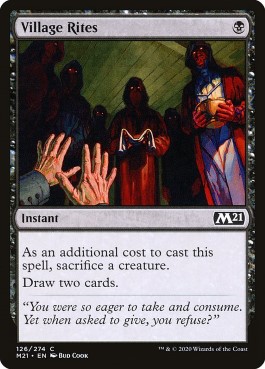 Village Rites
Instant
M21
As an additional cost to cast this
spell, sacrifice a creature.
Draw two cards.
“You were so eager to take and consume.
Yet when asked to give, you refuse?”
126/274 C
M21 • EN Bud Cook
™ & © 2020 Wizards of the Coast